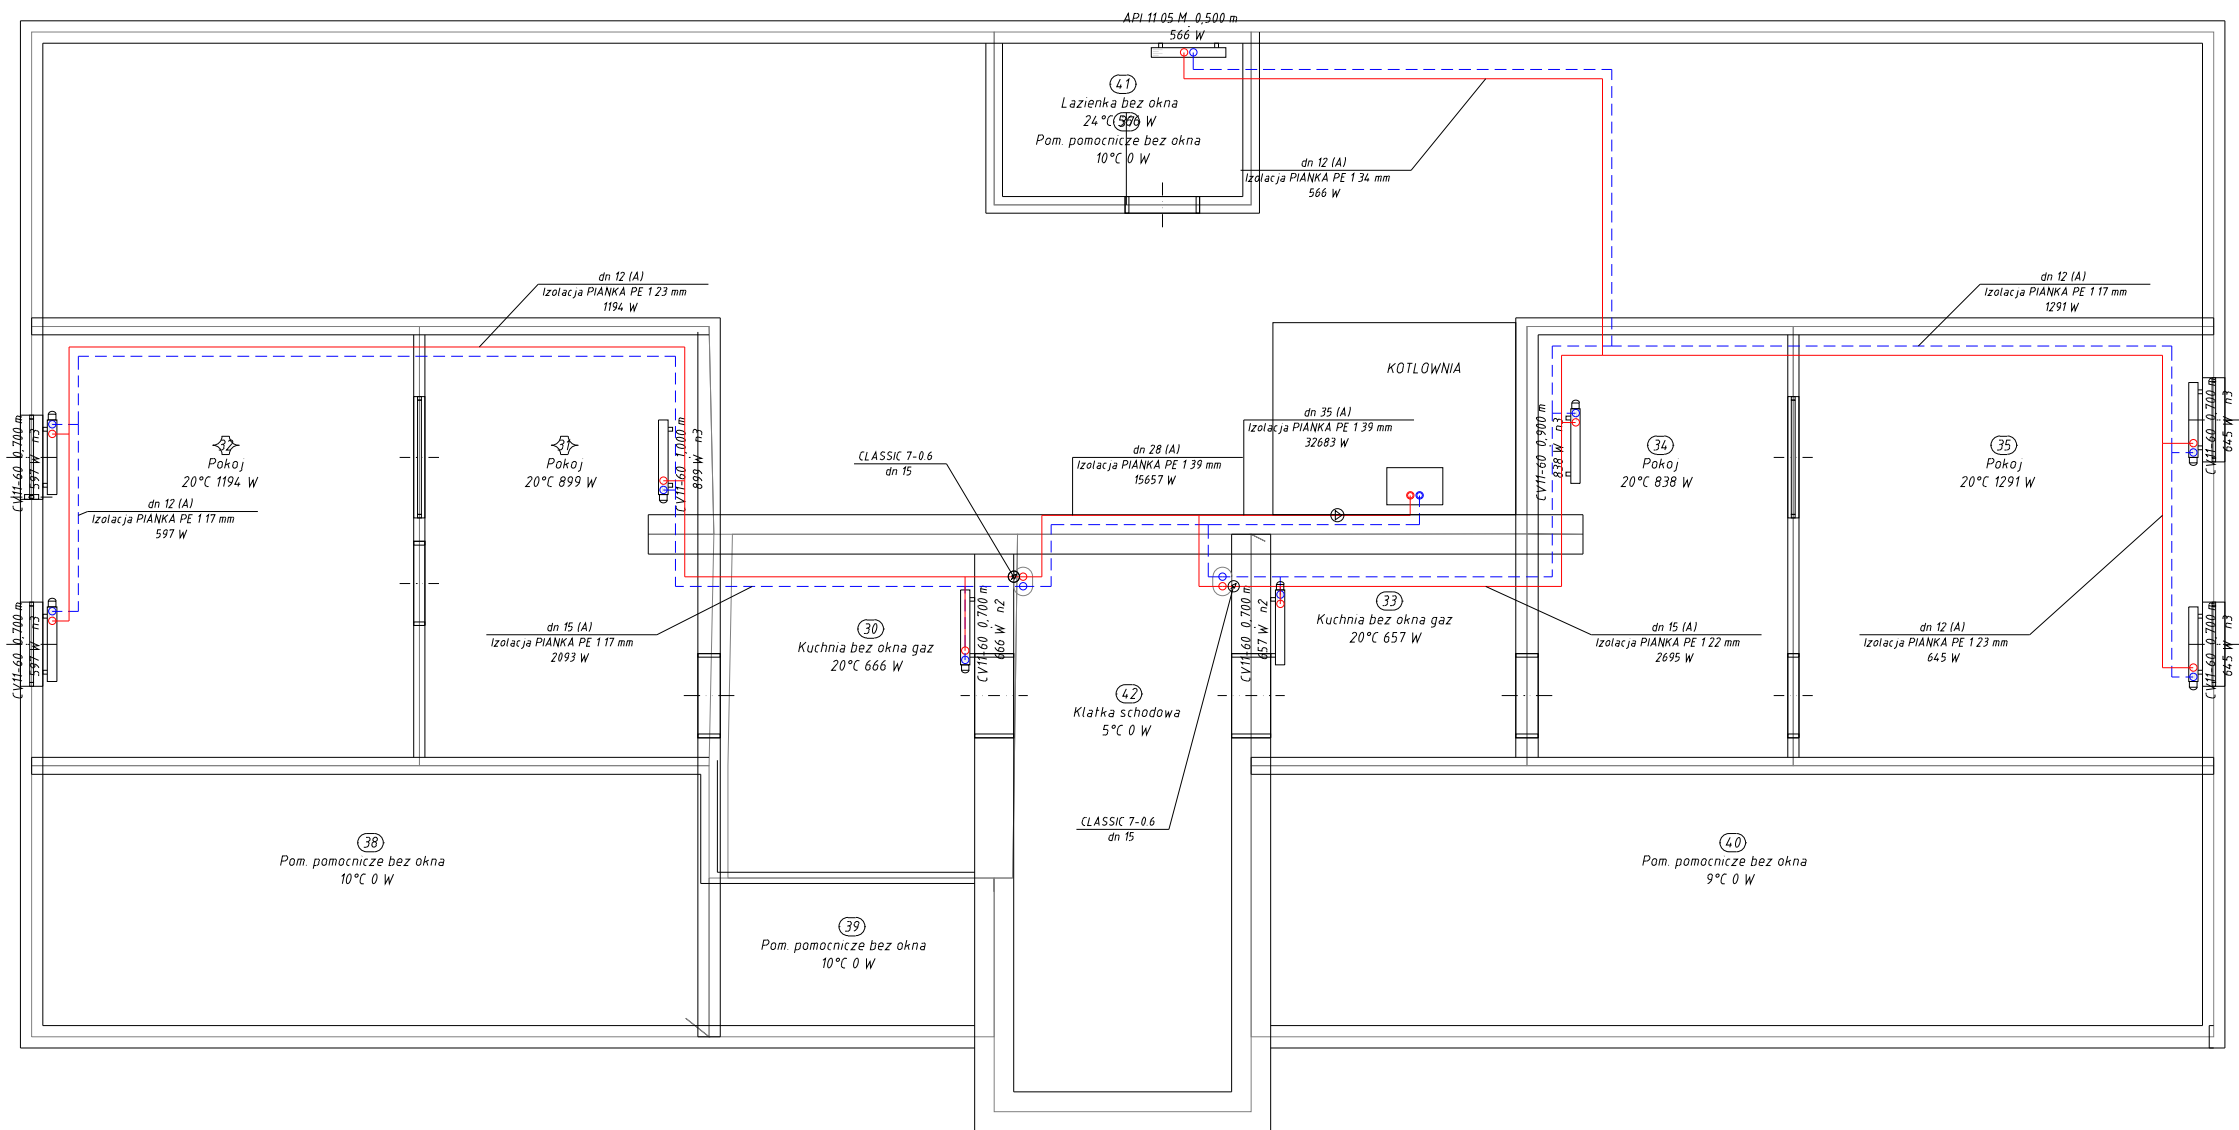 API 11 05 M 0,500 m
566 W
41
Lazienka bez okna
24°C 566 W
Pom. pomocnicze bez okna
10°C 0 W
dn 12 (A)
Izolacja PIANKA PE 1 34 mm
566 W
dn 12 (A)
Izolacja PIANKA PE 1 23 mm
1194 W
dn 12 (A)
Izolacja PIANKA PE 1 17 mm
1291 W
KOTLOWNIA
dn 35 (A)
Izolacja PIANKA PE 1 39 mm
32683 W
dn 28 (A)
Izolacja PIANKA PE 1 39 mm
15657 W
CLASSIC 7-0.6
dn 15
CV11-60 0,700 m
597 W n3
32
Pokoj
20°C 1194 W
31
Pokoj
20°C 899 W
CV11-60 1,000 m
899 W n3
CV11-60 0,900 m
838 W n3
34
Pokoj
20°C 838 W
35
Pokoj
20°C 1291 W
CV11-60 0,700 m
645 W n3
dn 12 (A)
Izolacja PIANKA PE 1 17 mm
597 W
CV11-60 0,700 m
597 W n3
dn 15 (A)
Izolacja PIANKA PE 1 17 mm
2093 W
30
Kuchnia bez okna gaz
20°C 666 W
CV11-60 0,700 m
666 W n2
CV11-60 0,700 m
657 W n2
33
Kuchnia bez okna gaz
20°C 657 W
dn 15 (A)
Izolacja PIANKA PE 1 22 mm
2695 W
dn 12 (A)
Izolacja PIANKA PE 1 23 mm
645 W
CV11-60 0,700 m
645 W n3
42
Klatka schodowa
5°C 0 W
CLASSIC 7-0.6
dn 15
38
Pom. pomocnicze bez okna
10°C 0 W
39
Pom. pomocnicze bez okna
10°C 0 W
40
Pom. pomocnicze bez okna
9°C 0 W